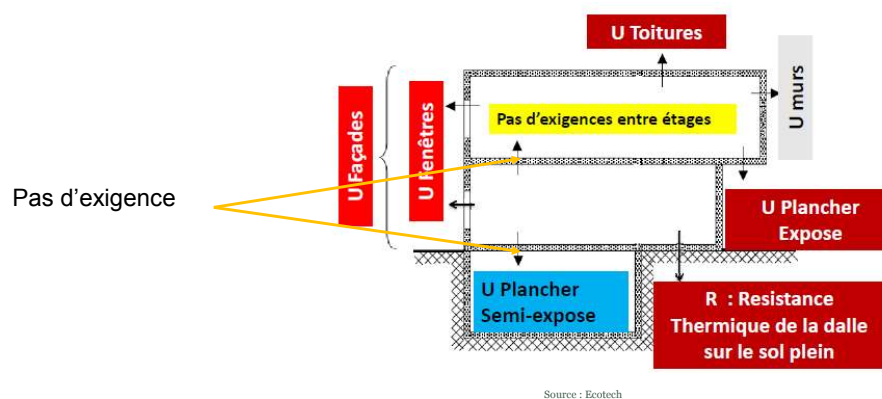 U Toitures
U murs
U Façades
U Fenêtres
Pas d'exigences entre étages
Pas d'exigence
U Plancher
Expose
U Plancher
Semi-expose
R : Resistance
Thermique de la dalle
sur le sol plein
Source : Ecotech